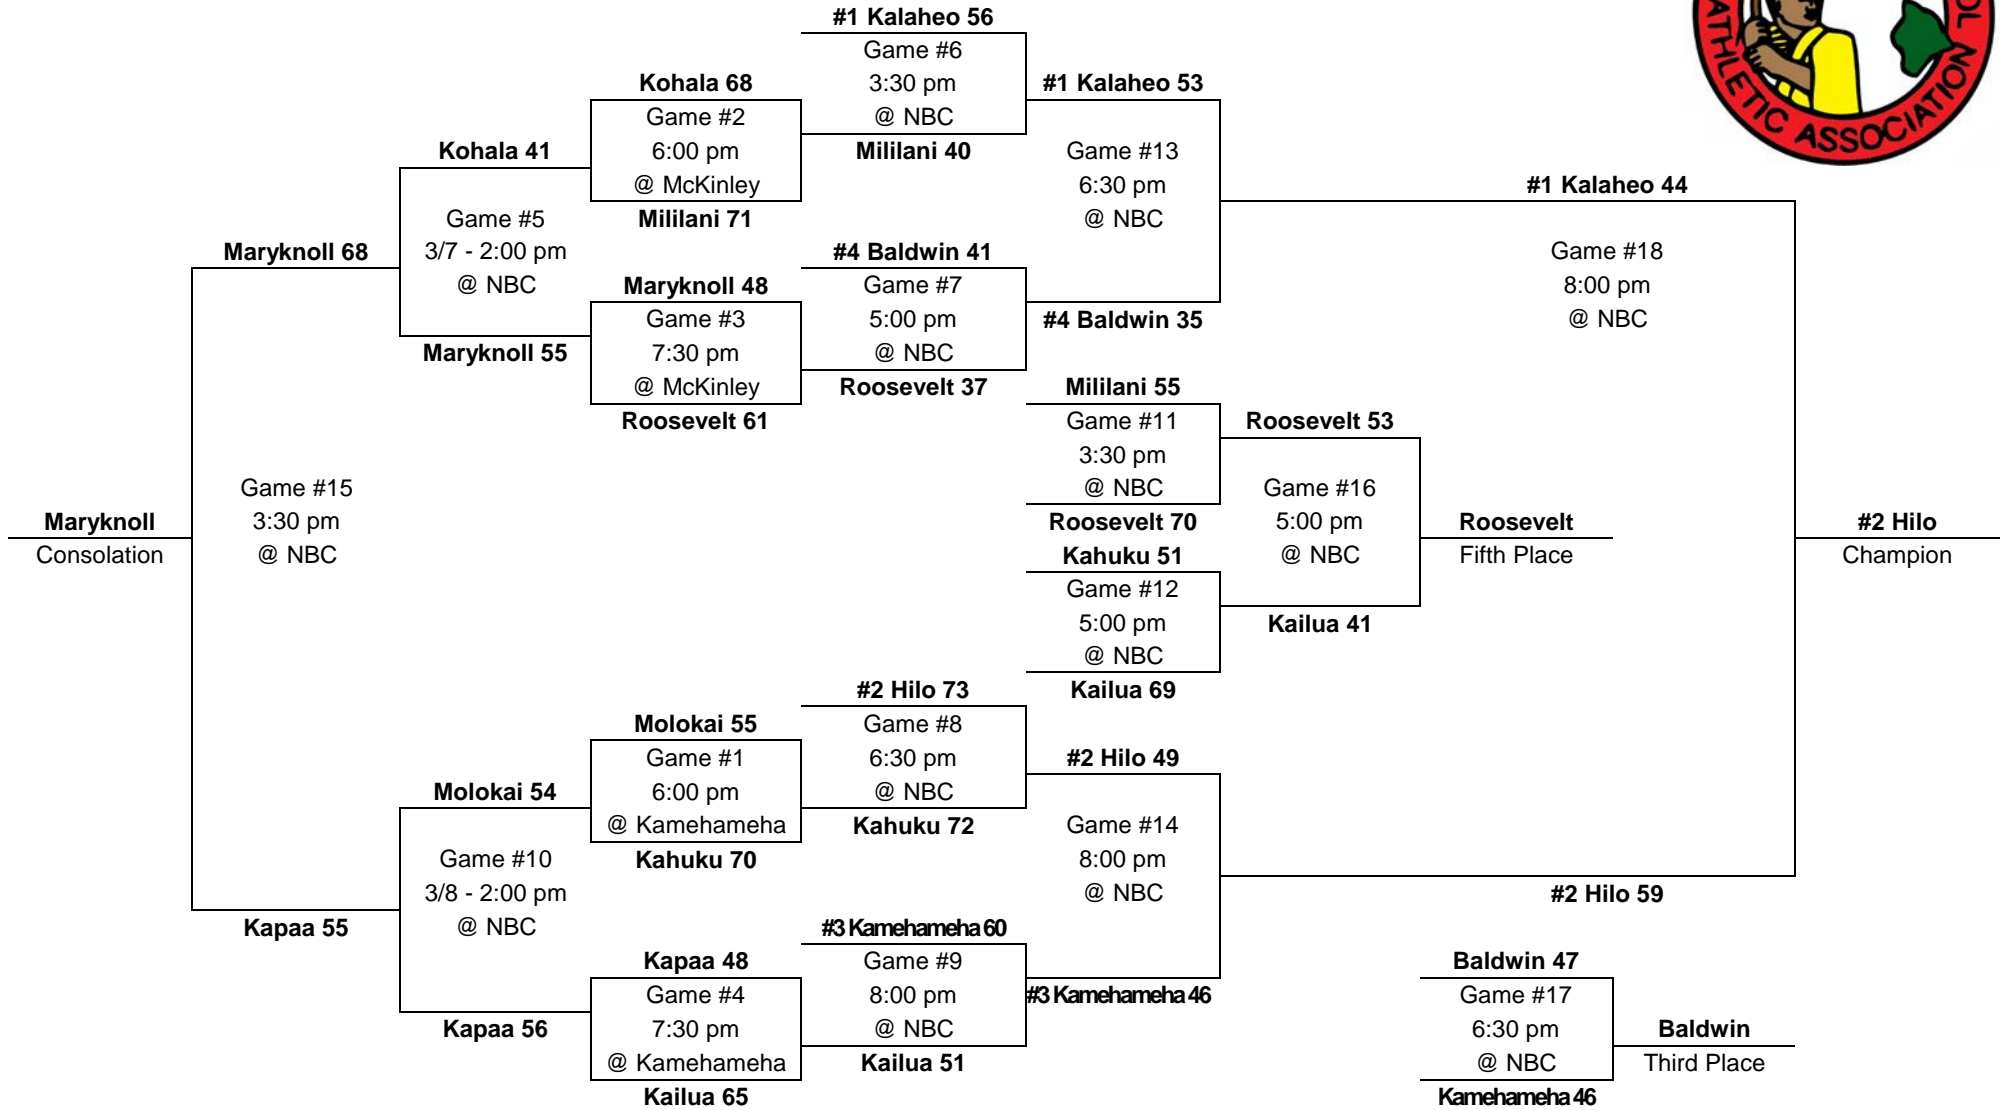 #1 Kalaheo 56
Game #6
3:30 pm
@ NBC
Mililani 40
Kohala 68
Game #2
6:00 pm
@ McKinley
Mililani 71
#1 Kalaheo 53
Game #13
6:30 pm
@ NBC
#4 Baldwin 35
Kohala 41
Game #5
3/7 - 2:00 pm
@ NBC
Maryknoll 55
Maryknoll 48
Game #3
7:30 pm
@ McKinley
Roosevelt 61
#4 Baldwin 41
Game #7
5:00 pm
@ NBC
Roosevelt 37
ATHLETIC ASSOCIATION
#1 Kalaheo 44
Game #18
8:00 pm
@ NBC
#2 Hilo 59
#2 Hilo
Champion
Maryknoll 68
Game #15
3:30 pm
@ NBC
Kapaa 55
Maryknoll
Consolation
Mililani 55
Game #11
3:30 pm
@ NBC
Roosevelt 70
Kahuku 51
Game #12
5:00 pm
@ NBC
Kailua 69
Roosevelt 53
Game #16
5:00 pm
@ NBC
Kailua 41
Roosevelt
Fifth Place
#2 Hilo 73
Game #8
6:30 pm
@ NBC
Kahuku 72
Molokai 55
Game #1
6:00 pm
@ Kamehameha
Kahuku 70
Molokai 54
Game #10
3/8 - 2:00 pm
@ NBC
Kapaa 56
#2 Hilo 49
Game #14
8:00 pm
@ NBC
#3 Kamehameha 46
Kapaa 48
Game #4
7:30 pm
@ Kamehameha
Kailua 65
#3 Kamehameha 60
Game #9
8:00 pm
@ NBC
Kailua 51
Baldwin 47
Game #17
6:30 pm
@ NBC
Kamehameha 46
Baldwin
Third Place